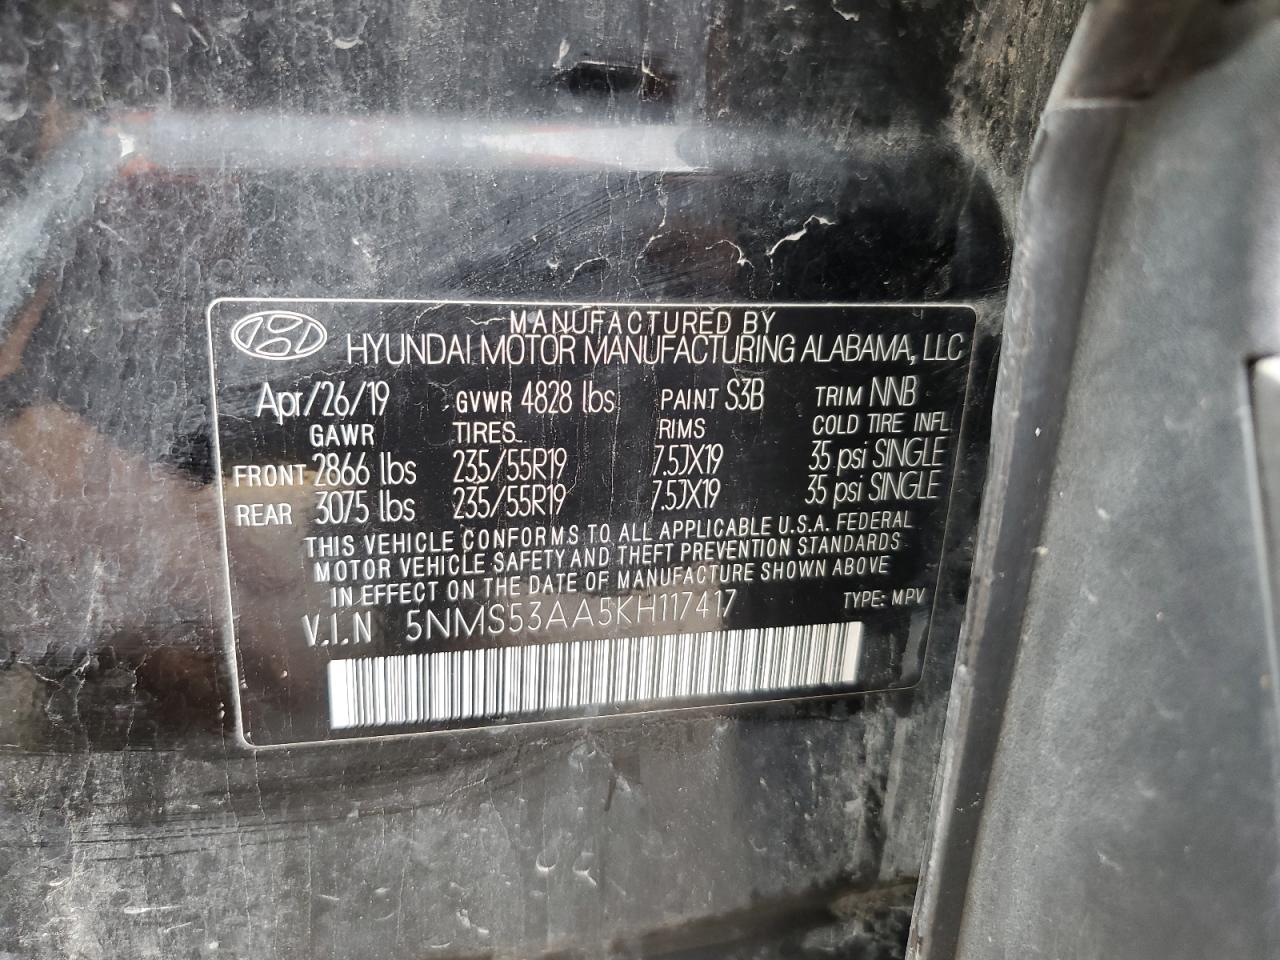 MANUFACTURED BY
HYUNDAI MOTOR MANUFACTURING ALABAMA, LLC
Apr/26/19 GVWR 4828 lbs PAINT S3B TRIM NNB
GAWR TIRES RIMS COLD TIRE INFL
FRONT 2866 lbs 235/55R19 7.5JX19 35 psi SINGLE
REAR 3075 lbs 235/55R19 7.5JX19 35 psi SINGLE
THIS VEHICLE CONFORMS TO ALL APPLICABLE U.S.A. FEDERAL
MOTOR VEHICLE SAFETY AND THEFT PREVENTION STANDARDS
IN EFFECT ON THE DATE OF MANUFACTURE SHOWN ABOVE
V.I.N 5NMS53AA5KH117417 TYPE: MPV